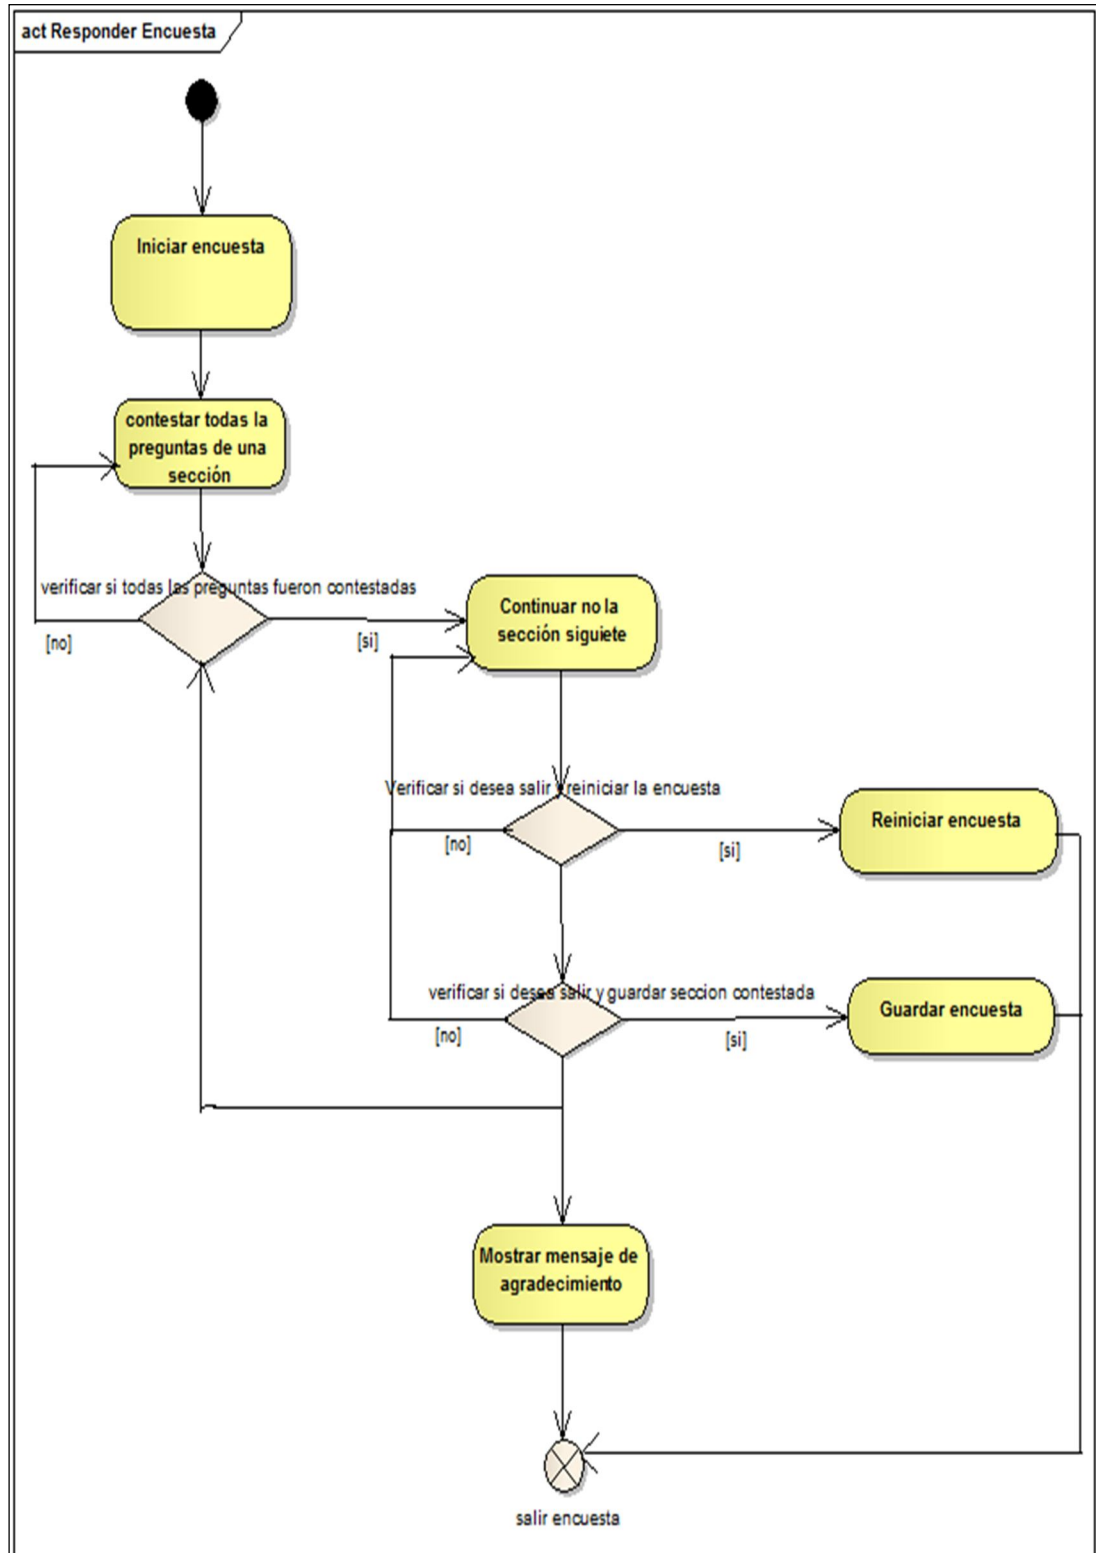 act Responder Encuesta
Iniciar encuesta
contestar todas la
preguntas de una
sección
verificar si todas las preguntas fueron contestadas
[no]
[si]
Continuar no la
sección siguiete
Verificar si desea salir y reiniciar la encuesta
[no]
[si]
Reiniciar encuesta
verificar si desea salir y guardar seccion contestada
[no]
[si]
Guardar encuesta
Mostrar mensaje de
agradecimiento
salir encuesta